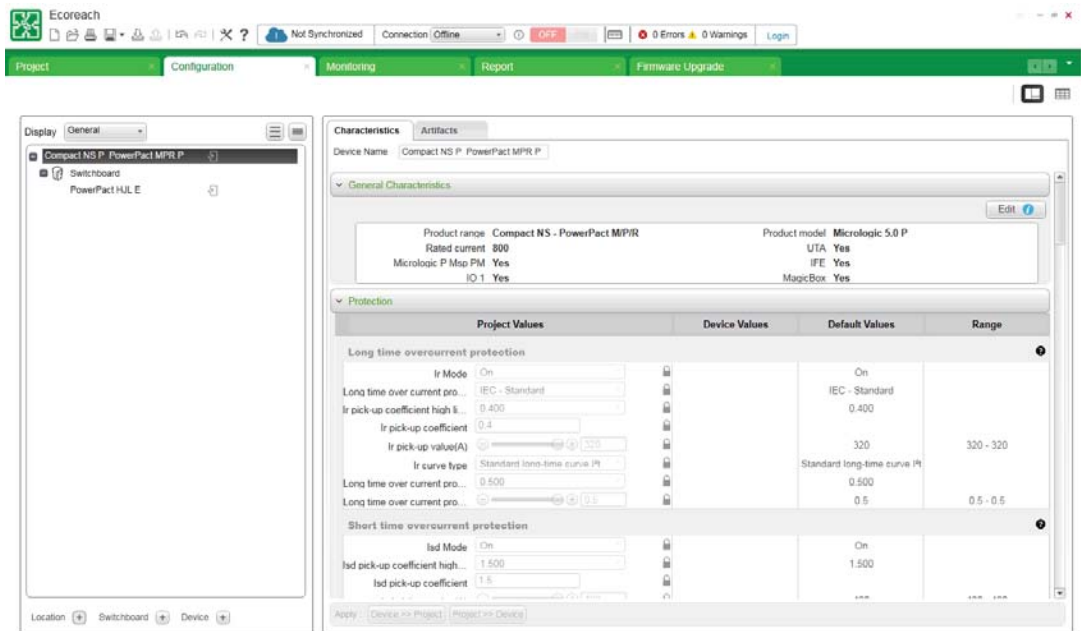 Ecoreach
Not Synchronized Connection Offline OFF 0 Errors 0 Warnings Login
Project Configuration Monitoring Report Firmware Upgrade
Display General
Compact NS P PowerPact MPR P
Switchboard
PowerPact HJL E
Characteristics Artifacts
Device Name Compact NS P PowerPact MPR P
General Characteristics
Edit
Product range Compact NS - PowerPact M/P/R Product model Micrologic 5.0 P
Rated current 800 UTA Yes
Micrologic P Msp PM Yes IFE Yes
IO 1 Yes MagicBox Yes
Protection
Project Values Device Values Default Values Range
Long time overcurrent protection
Ir Mode On On
Long time over current pro... IEC - Standard IEC - Standard
Ir pick-up coefficient high li... 0.400 0.400
Ir pick-up coefficient 0.4
Ir pick-up value(A) 320 320 320 - 320
Ir curve type Standard long-time curve I²t Standard long-time curve I²t
Long time over current pro... 0.500 0.500
Long time over current pro... 0.5 0.5 0.5 - 0.5
Short time overcurrent protection
Isd Mode On On
Isd pick-up coefficient high... 1.500 1.500
Isd pick-up coefficient 1.5
Location Switchboard Device
Apply : Device >> Project Project >> Device